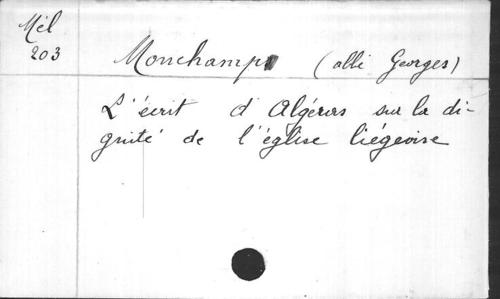 Mél
203
Monchamp (abbé Georges)
L'écrit d'Algérus sur la di-
gnité de l'église liégeoise